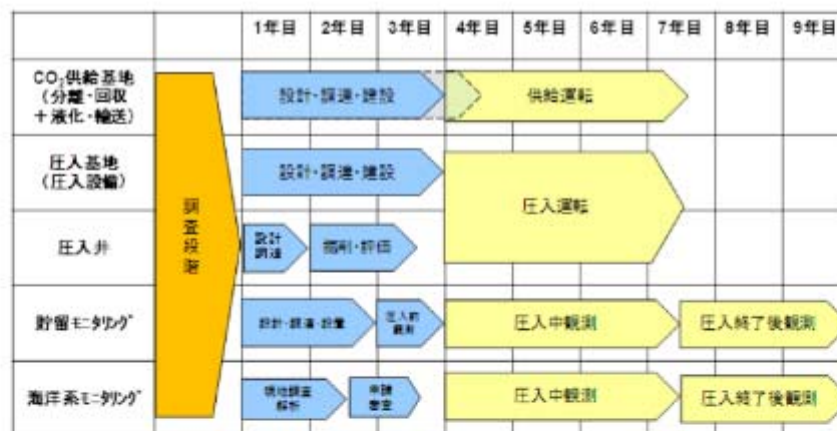 1年目 2年目 3年目 4年目 5年目 6年目 7年目 8年目 9年目
CO₂供給基地
(分離・回収
+液化・輸送)
設計・調達・建設
供給運転
圧入基地
(圧入設備)
設計・調達・建設
圧入運転
調査段階
圧入井
設計
調達
掘削・評価
貯留モニタリング
設計・調達・設置
圧入前
観測
圧入中観測
圧入終了後観測
海洋系モニタリング
現地調査
解析
申請
審査
圧入中観測
圧入終了後観測